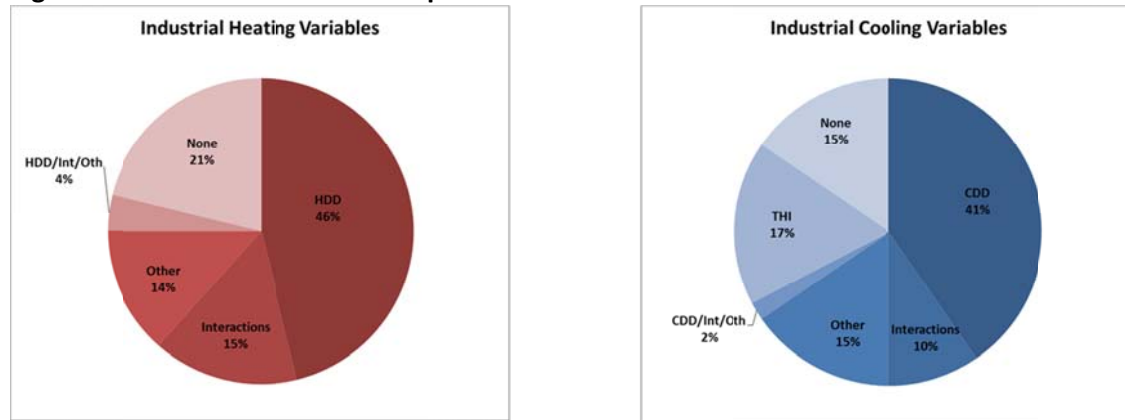 Industrial Heating Variables
None
21%
HDD/Int/Oth
4%
HDD
46%
Other
14%
Interactions
15%
Industrial Cooling Variables
None
15%
CDD
41%
THI
17%
CDD/Int/Oth
2%
Other
15%
Interactions
10%